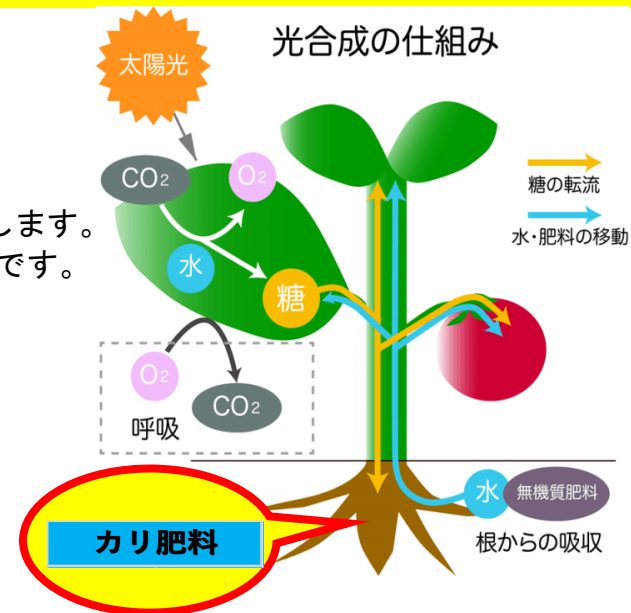 光合成の仕組み
太陽光
CO2
O2
糖の転流
水・肥料の移動
します。
です。
水
糖
O2
CO2
呼吸
水
無機質肥料
根からの吸収
カリ肥料